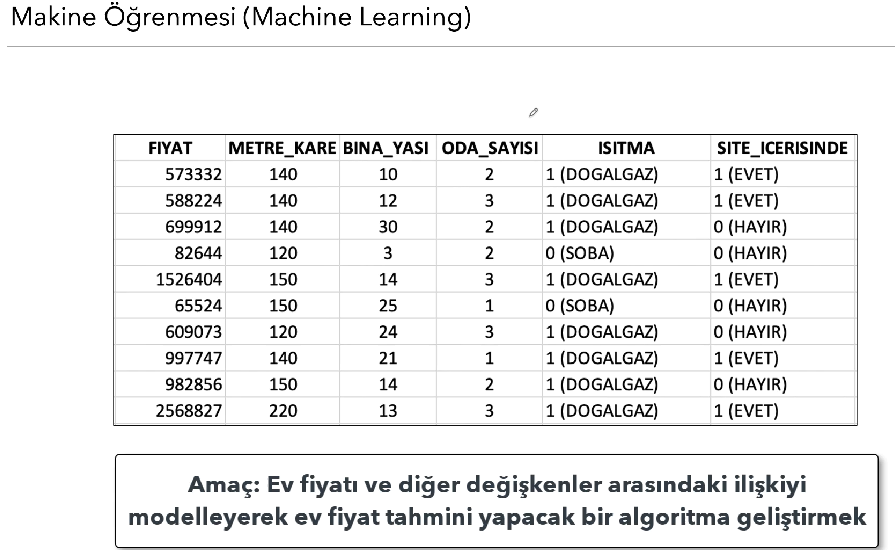 Makine Öğrenmesi (Machine Learning)
FIYAT METRE_KARE BINA_YASI ODA_SAYISI ISITMA SITE_ICERISINDE
573332 140 10 2 1 (DOGALGAZ) 1 (EVET)
588224 140 12 3 1 (DOGALGAZ) 1 (EVET)
699912 140 30 2 1 (DOGALGAZ) 0 (HAYIR)
82644 120 3 2 0 (SOBA) 0 (HAYIR)
1526404 150 14 3 1 (DOGALGAZ) 1 (EVET)
65524 150 25 1 0 (SOBA) 0 (HAYIR)
609073 120 24 3 1 (DOGALGAZ) 0 (HAYIR)
997747 140 21 1 1 (DOGALGAZ) 1 (EVET)
982856 150 14 2 1 (DOGALGAZ) 0 (HAYIR)
2568827 220 13 3 1 (DOGALGAZ) 1 (EVET)
Amaç: Ev fiyatı ve diğer değişkenler arasındaki ilişkiyi
modelleyerek ev fiyat tahmini yapacak bir algoritma geliştirmek